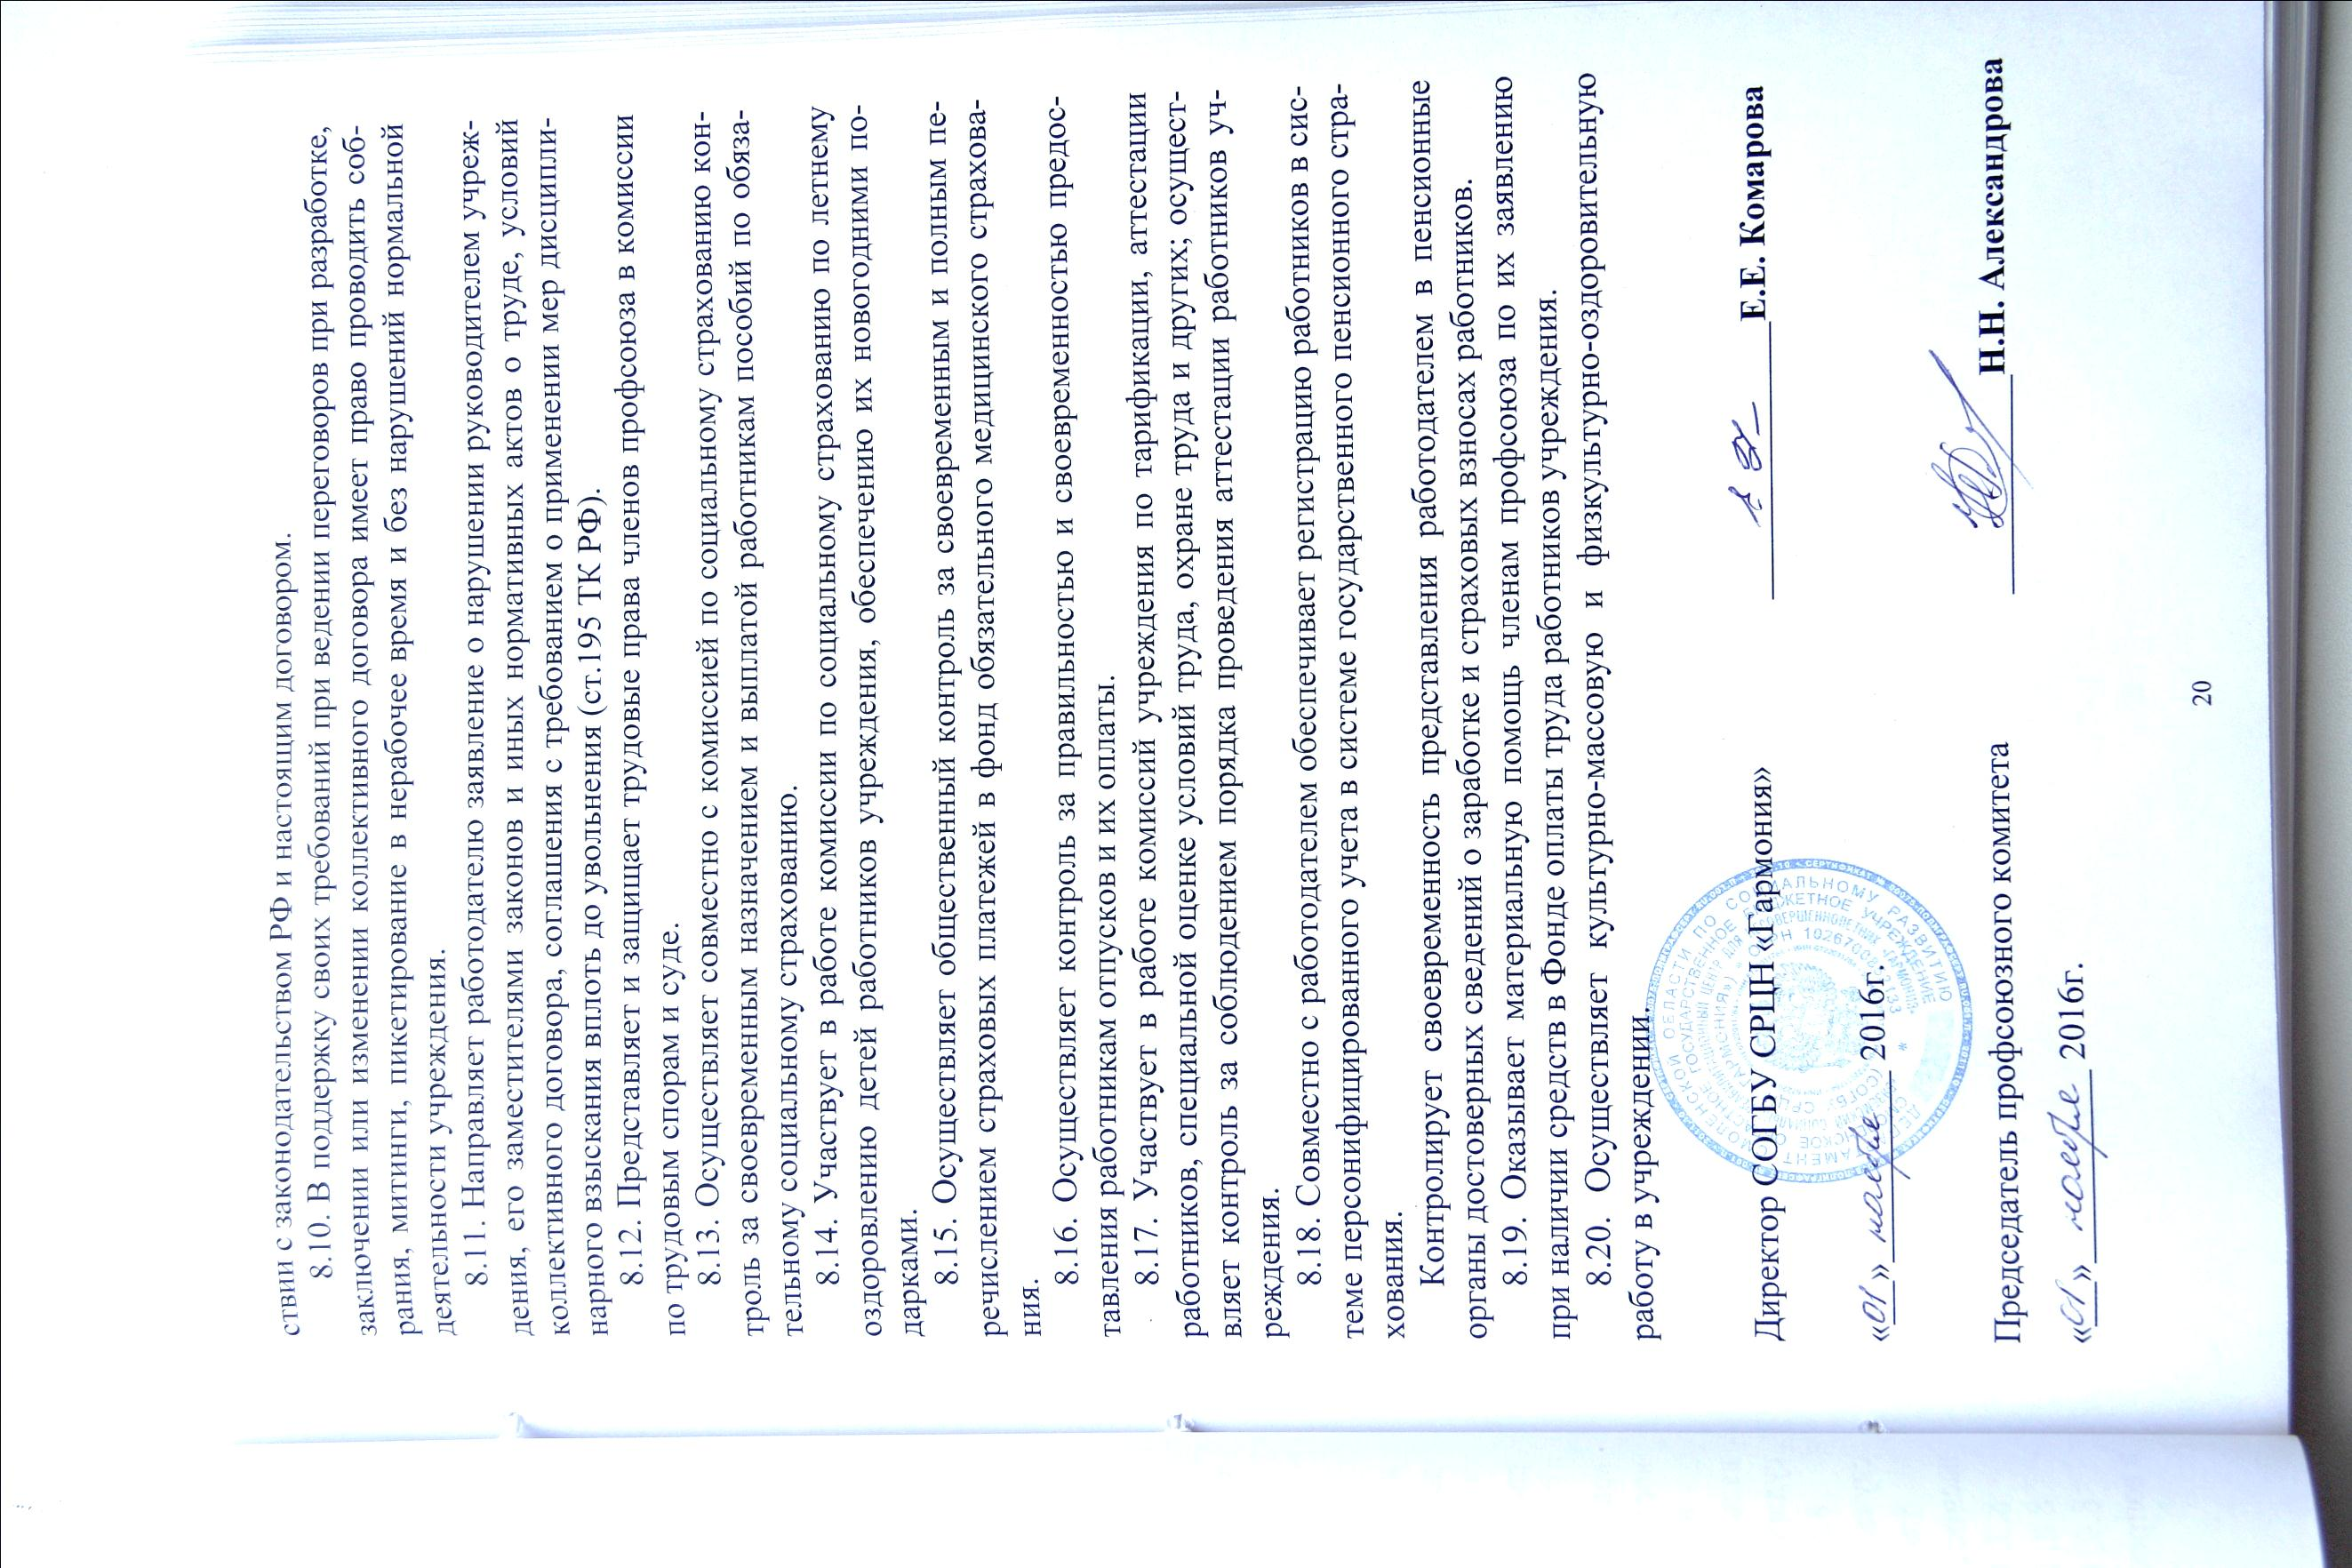 ствии с законодательством РФ и настоящим договором.
8.10. В поддержку своих требований при ведении переговоров при разработке,
заключении или изменении коллективного договора имеет право проводить соб-
рания, митинги, пикетирование в нерабочее время и без нарушений нормальной
деятельности учреждения.
8.11. Направляет работодателю заявление о нарушении руководителем учреж-
дения, его заместителями законов и иных нормативных актов о труде, условий
коллективного договора, соглашения с требованием о применении мер дисципли-
нарного взыскания вплоть до увольнения (ст.195 ТК РФ).
8.12. Представляет и защищает трудовые права членов профсоюза в комиссии
по трудовым спорам и суде.
8.13. Осуществляет совместно с комиссией по социальному страхованию кон-
троль за своевременным назначением и выплатой работникам пособий по обяза-
тельному социальному страхованию.
8.14. Участвует в работе комиссии по социальному страхованию по летнему
оздоровлению детей работников учреждения, обеспечению их новогодними по-
дарками.
8.15. Осуществляет общественный контроль за своевременным и полным пе-
речислением страховых платежей в фонд обязательного медицинского страхова-
ния.
8.16. Осуществляет контроль за правильностью и своевременностью предос-
тавления работникам отпусков и их оплаты.
8.17. Участвует в работе комиссий учреждения по тарификации, аттестации
работников, специальной оценке условий труда, охране труда и других; осущест-
вляет контроль за соблюдением порядка проведения аттестации работников уч-
реждения.
8.18. Совместно с работодателем обеспечивает регистрацию работников в сис-
теме персонифицированного учета в системе государственного пенсионного стра-
хования.
Контролирует своевременность представления работодателем в пенсионные
органы достоверных сведений о заработке и страховых взносах работников.
8.19. Оказывает материальную помощь членам профсоюза по их заявлению
при наличии средств в Фонде оплаты труда работников учреждения.
8.20. Осуществляет культурно-массовую и физкультурно-оздоровительную
работу в учреждении.
Директор СОГБУ СРЦН «Гармония» Е.Е. Комарова
«01» ноября 2016г.
Председатель профсоюзного комитета Н.Н. Александрова
«01» ноября 2016г.
20